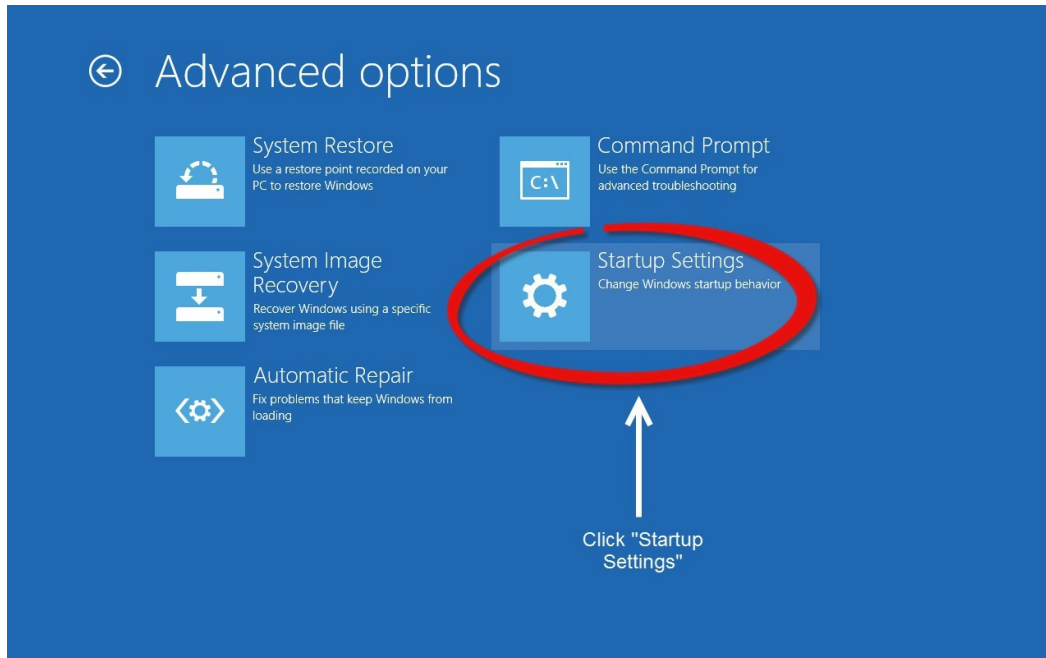 Advanced options
System Restore
Use a restore point recorded on your
PC to restore Windows
System Image
Recovery
Recover Windows using a specific
system image file
Automatic Repair
Fix problems that keep Windows from
loading
Command Prompt
Use the Command Prompt for
advanced troubleshooting
C:\
Startup Settings
Change Windows startup behavior
Click "Startup
Settings"